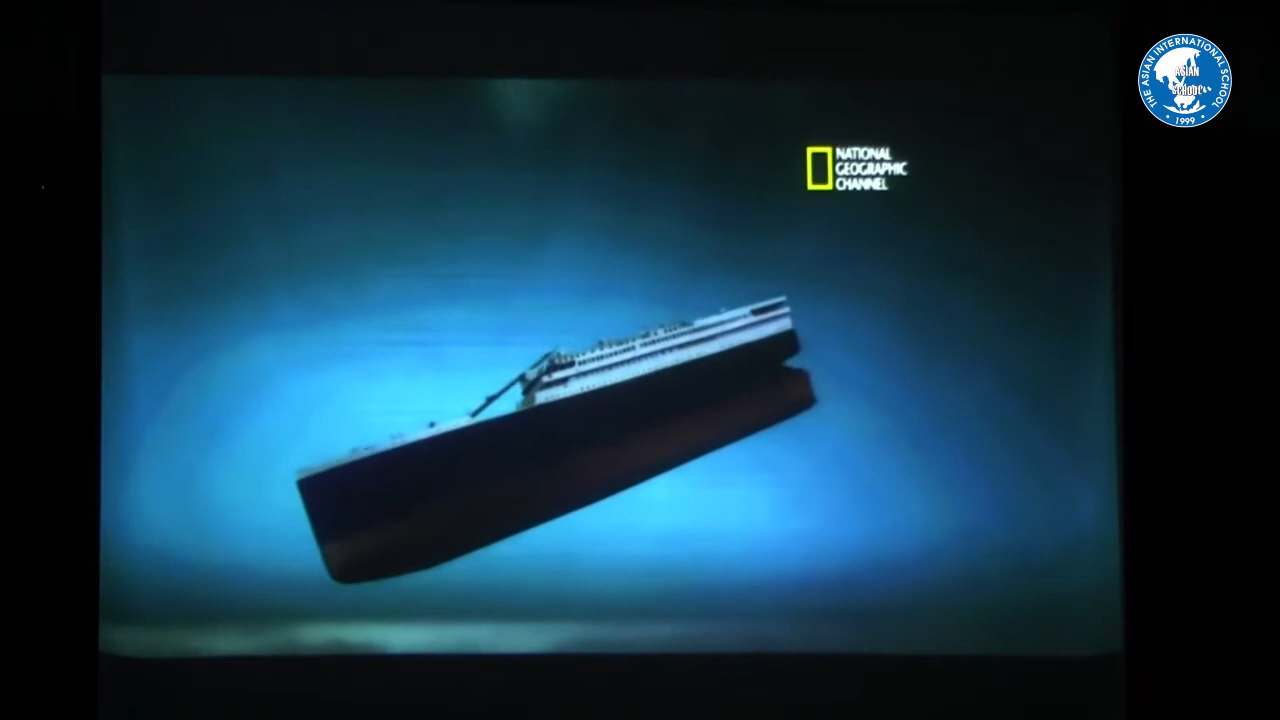 THE ASIAN INTERNATIONAL SCHOOL
ASIAN
SCHOOL
• 1999 •
NATIONAL
GEOGRAPHIC
CHANNEL